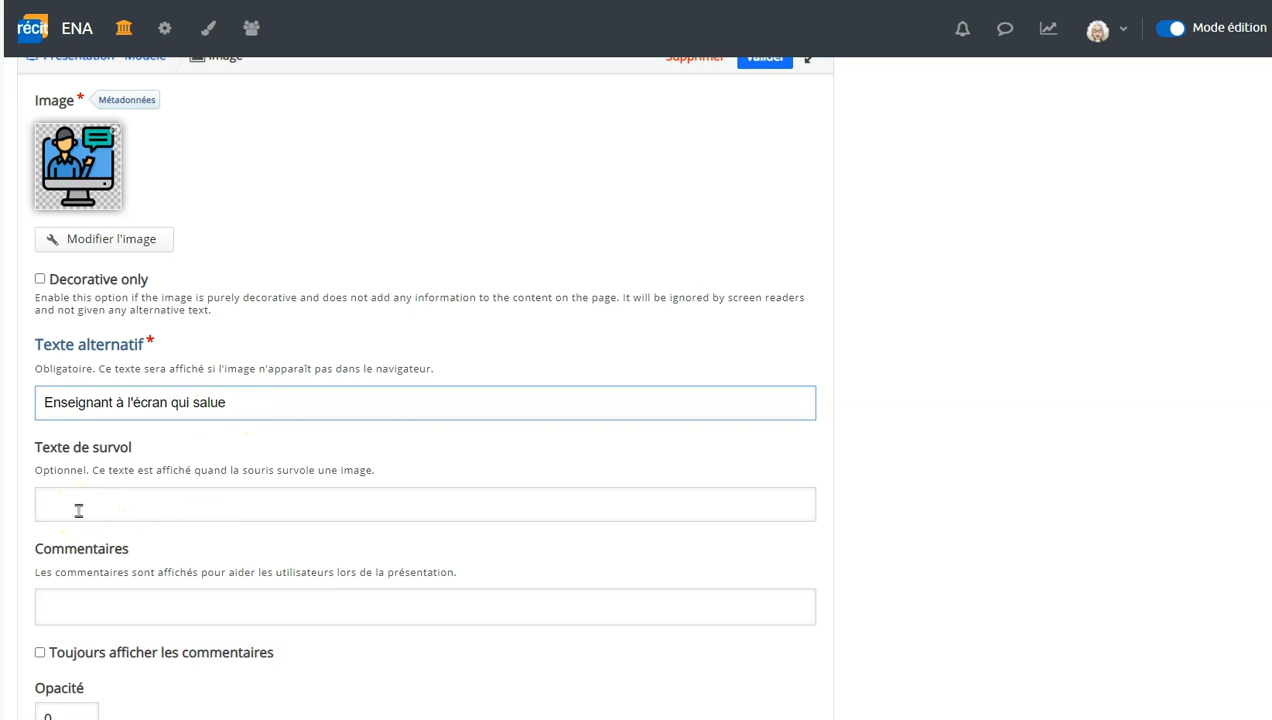 récit ENA Mode édition
Présentation - Modèle Image Supprimer Valider
Image * Métadonnées
Modifier l'image
Decorative only
Enable this option if the image is purely decorative and does not add any information to the content on the page. It will be ignored by screen readers
and not given any alternative text.
Texte alternatif *
Obligatoire. Ce texte sera affiché si l'image n'apparaît pas dans le navigateur.
Enseignant à l'écran qui salue
Texte de survol
Optionnel. Ce texte est affiché quand la souris survole une image.
Commentaires
Les commentaires sont affichés pour aider les utilisateurs lors de la présentation.
Toujours afficher les commentaires
Opacité
0